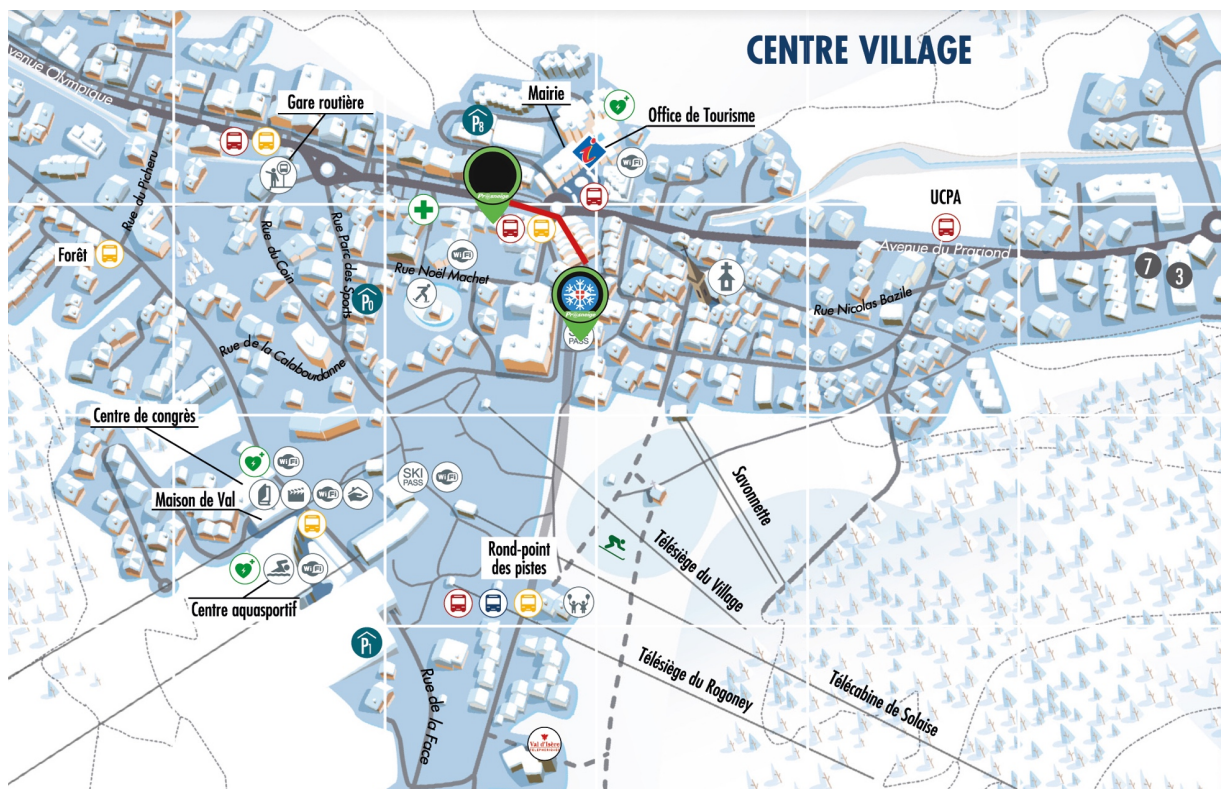 CENTRE VILLAGE
Avenue Olympique
Gare routière
Mairie
Office de Tourisme
P8
i
WiFi
Rue du Picheru
UCPA
Proneige
Avenue du Prariond
Forêt
Rue du Coin
Rue Parc des Sports
WiFi
Rue Noël Machet
7
3
P0
Proneige
Rue Nicolas Bazile
PASS
Rue de la Calabourdanne
Centre de congrès
WiFi
SKI
PASS
WiFi
Maison de Val
WiFi
Savonnette
Rond-point
des pistes
Télésiège du Village
WiFi
Centre aquasportif
P1
Rue de la Face
Télésiège du Rogoney
Télécabine de Solaise
Val d'Isère